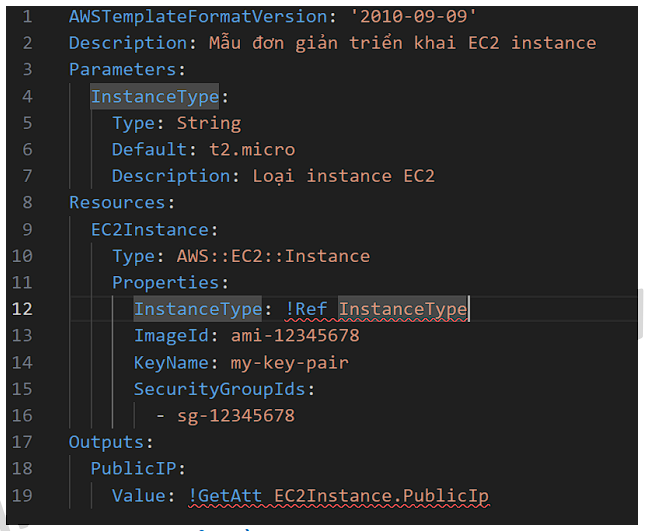 1 AWSTemplateFormatVersion: '2010-09-09'
2 Description: Mẫu đơn giản triển khai EC2 instance
3 Parameters:
4   InstanceType:
5     Type: String
6     Default: t2.micro
7     Description: Loại instance EC2
8 Resources:
9   EC2Instance:
10     Type: AWS::EC2::Instance
11     Properties:
12       InstanceType: !Ref InstanceType
13       ImageId: ami-12345678
14       KeyName: my-key-pair
15       SecurityGroupIds:
16         - sg-12345678
17 Outputs:
18   PublicIP:
19     Value: !GetAtt EC2Instance.PublicIp